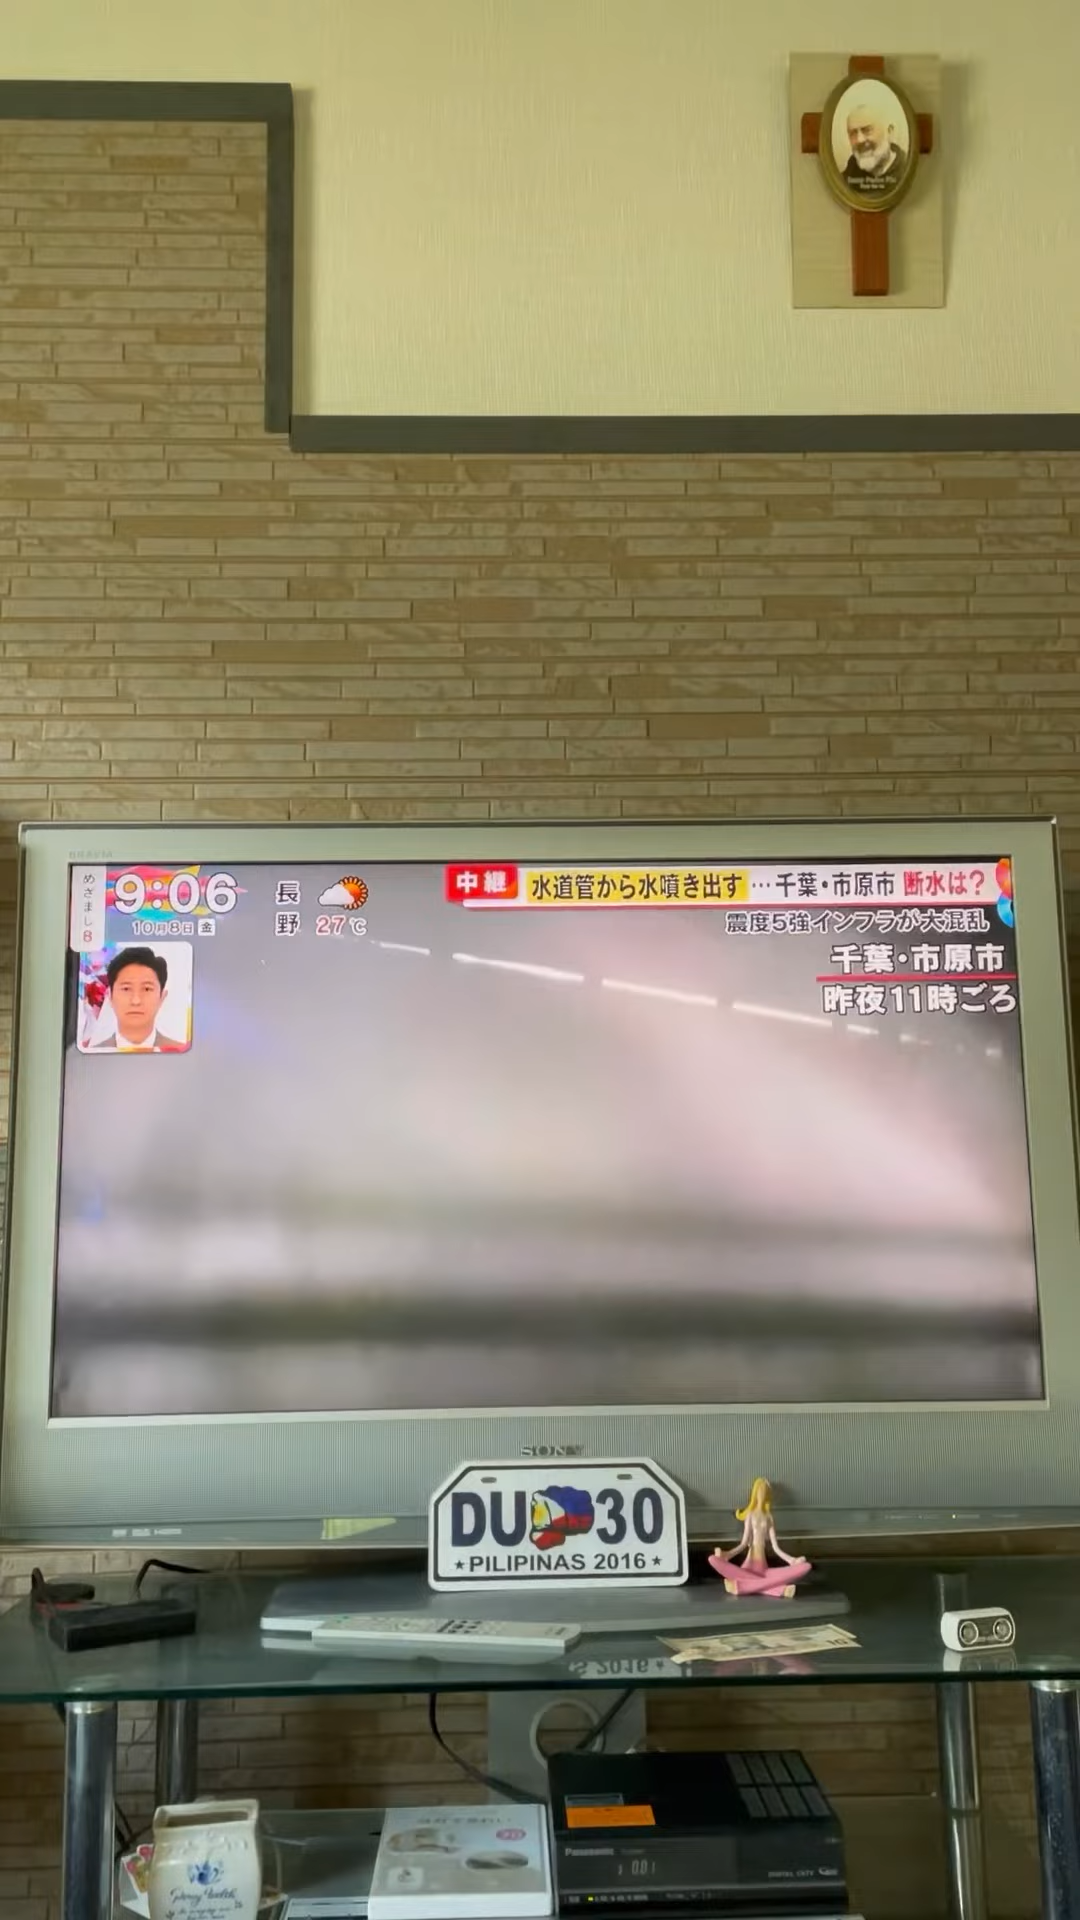 めざまし8
9:06
10月8日 金
長野
27℃
中継
水道管から水噴き出す…千葉・市原市 断水は?
震度5強インフラが大混乱
千葉・市原市
昨夜11時ごろ
SONY
DU 30
★PILIPINAS 2016★
Panasonic